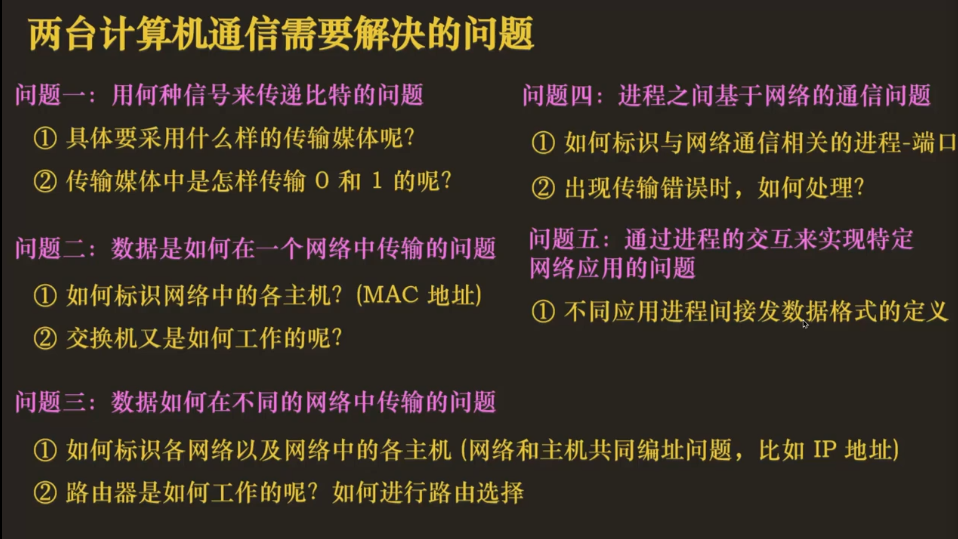 两台计算机通信需要解决的问题
问题一：用何种信号来传递比特的问题
① 具体要采用什么样的传输媒体呢？
② 传输媒体中是怎样传输 0 和 1 的呢？
问题二：数据是如何在一个网络中传输的问题
① 如何标识网络中的各主机？(MAC 地址)
② 交换机又是如何工作的呢？
问题三：数据如何在不同的网络中传输的问题
① 如何标识各网络以及网络中的各主机 (网络和主机共同编址问题，比如 IP 地址)
② 路由器是如何工作的呢？如何进行路由选择
问题四：进程之间基于网络的通信问题
① 如何标识与网络通信相关的进程-端口
② 出现传输错误时，如何处理？
问题五：通过进程的交互来实现特定
网络应用的问题
① 不同应用进程间接发数据格式的定义